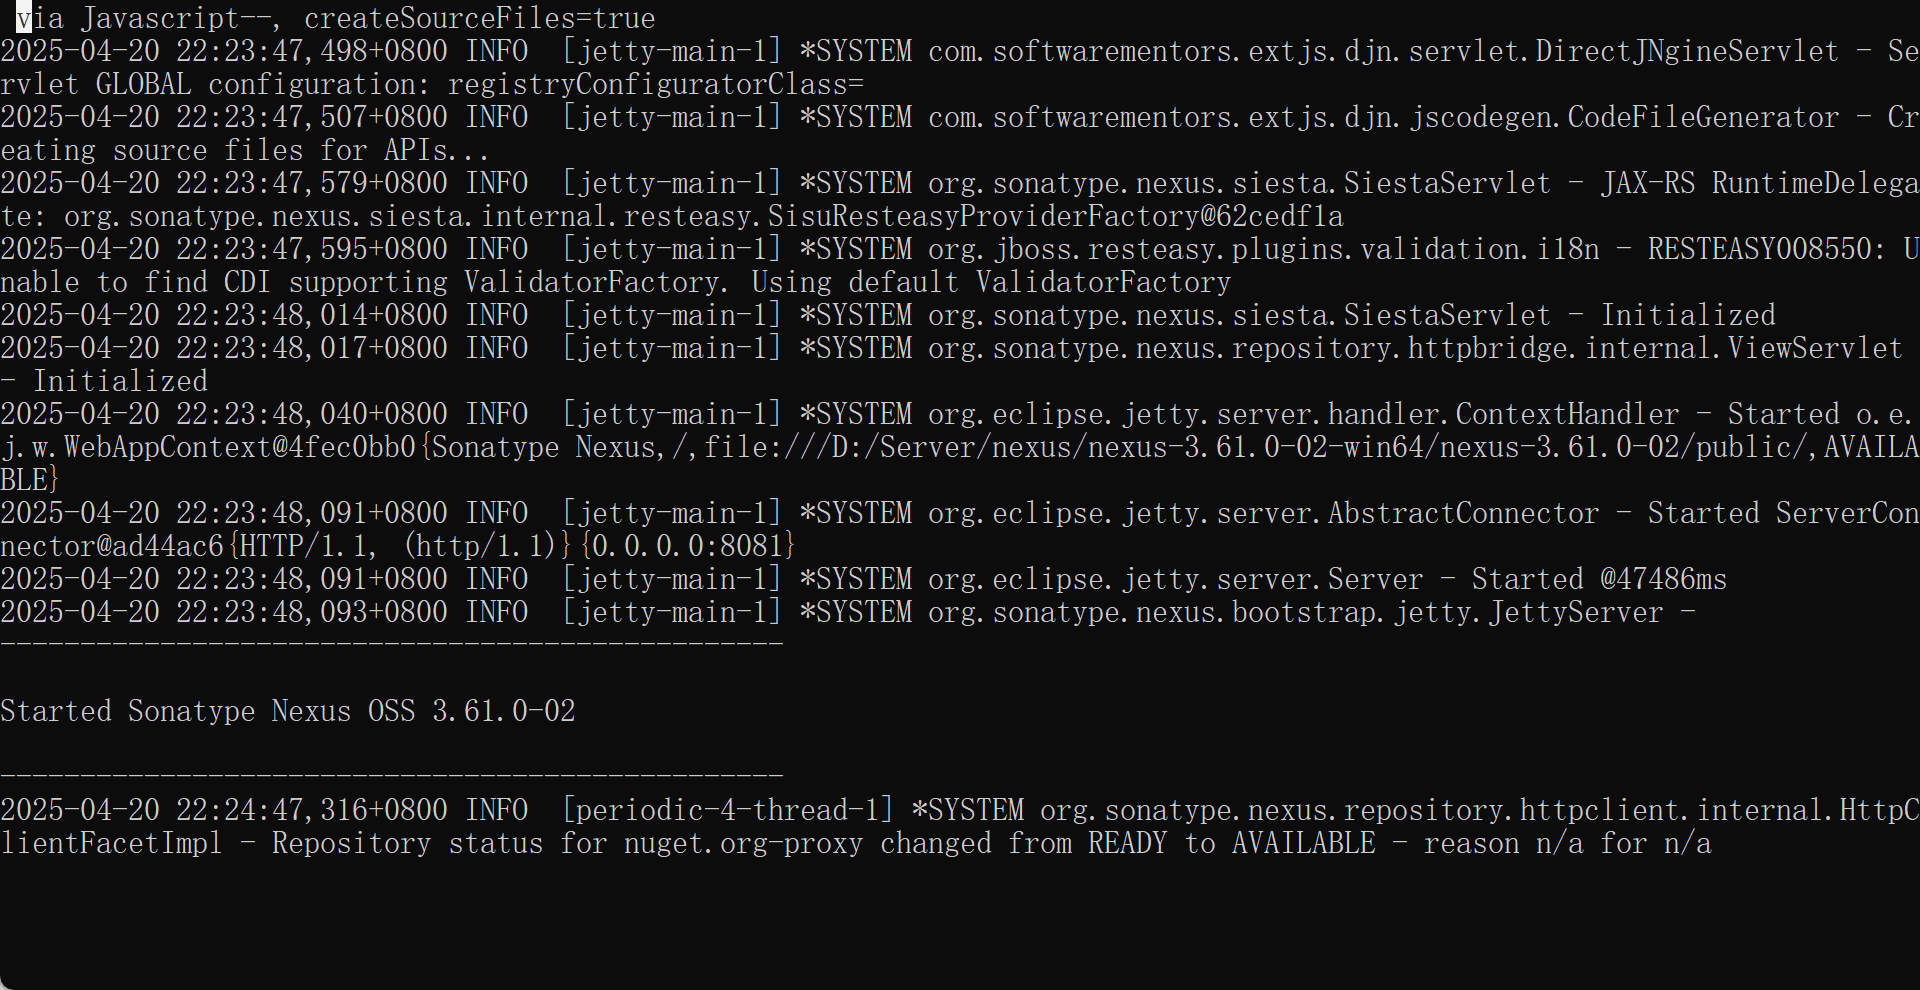 via Javascript--, createSourceFiles=true
2025-04-20 22:23:47,498+0800 INFO  [jetty-main-1] *SYSTEM com.softwarementors.extjs.djn.servlet.DirectJNgineServlet - Se
rvlet GLOBAL configuration: registryConfiguratorClass=
2025-04-20 22:23:47,507+0800 INFO  [jetty-main-1] *SYSTEM com.softwarementors.extjs.djn.jscodegen.CodeFileGenerator - Cr
eating source files for APIs...
2025-04-20 22:23:47,579+0800 INFO  [jetty-main-1] *SYSTEM org.sonatype.nexus.siesta.SiestaServlet - JAX-RS RuntimeDelega
te: org.sonatype.nexus.siesta.internal.resteasy.SisuResteasyProviderFactory@62cedf1a
2025-04-20 22:23:47,595+0800 INFO  [jetty-main-1] *SYSTEM org.jboss.resteasy.plugins.validation.i18n - RESTEASY008550: U
nable to find CDI supporting ValidatorFactory. Using default ValidatorFactory
2025-04-20 22:23:48,014+0800 INFO  [jetty-main-1] *SYSTEM org.sonatype.nexus.siesta.SiestaServlet - Initialized
2025-04-20 22:23:48,017+0800 INFO  [jetty-main-1] *SYSTEM org.sonatype.nexus.repository.httpbridge.internal.ViewServlet
- Initialized
2025-04-20 22:23:48,040+0800 INFO  [jetty-main-1] *SYSTEM org.eclipse.jetty.server.handler.ContextHandler - Started o.e.
j.w.WebAppContext@4fec0bb0{Sonatype Nexus,/,file:///D:/Server/nexus/nexus-3.61.0-02-win64/nexus-3.61.0-02/public/,AVAILA
BLE}
2025-04-20 22:23:48,091+0800 INFO  [jetty-main-1] *SYSTEM org.eclipse.jetty.server.AbstractConnector - Started ServerCon
nector@ad44ac6{HTTP/1.1, (http/1.1)}{0.0.0.0:8081}
2025-04-20 22:23:48,091+0800 INFO  [jetty-main-1] *SYSTEM org.eclipse.jetty.server.Server - Started @47486ms
2025-04-20 22:23:48,093+0800 INFO  [jetty-main-1] *SYSTEM org.sonatype.nexus.bootstrap.jetty.JettyServer -
-------------------------------------------------
Started Sonatype Nexus OSS 3.61.0-02
-------------------------------------------------
2025-04-20 22:24:47,316+0800 INFO  [periodic-4-thread-1] *SYSTEM org.sonatype.nexus.repository.httpclient.internal.HttpC
lientFacetImpl - Repository status for nuget.org-proxy changed from READY to AVAILABLE - reason n/a for n/a